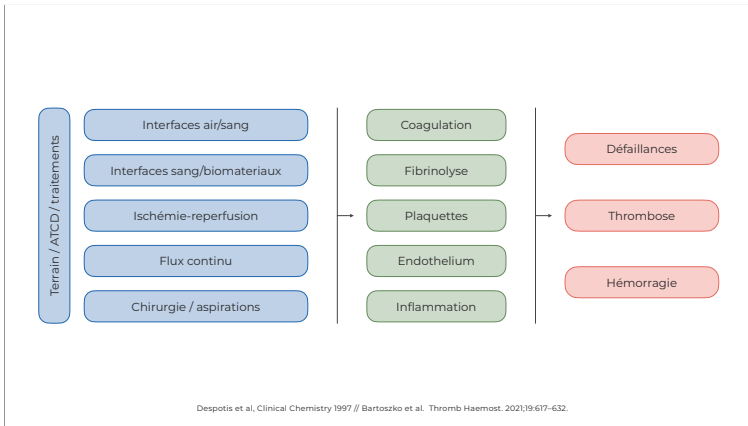 Terrain / ATCD / traitements
Interfaces air/sang
Interfaces sang/biomateriaux
Ischémie-reperfusion
Flux continu
Chirurgie / aspirations
Coagulation
Fibrinolyse
Plaquettes
Endothelium
Inflammation
Défaillances
Thrombose
Hémorragie
Despotis et al, Clinical Chemistry 1997 // Bartoszko et al. Thromb Haemost. 2021;19:617–632.